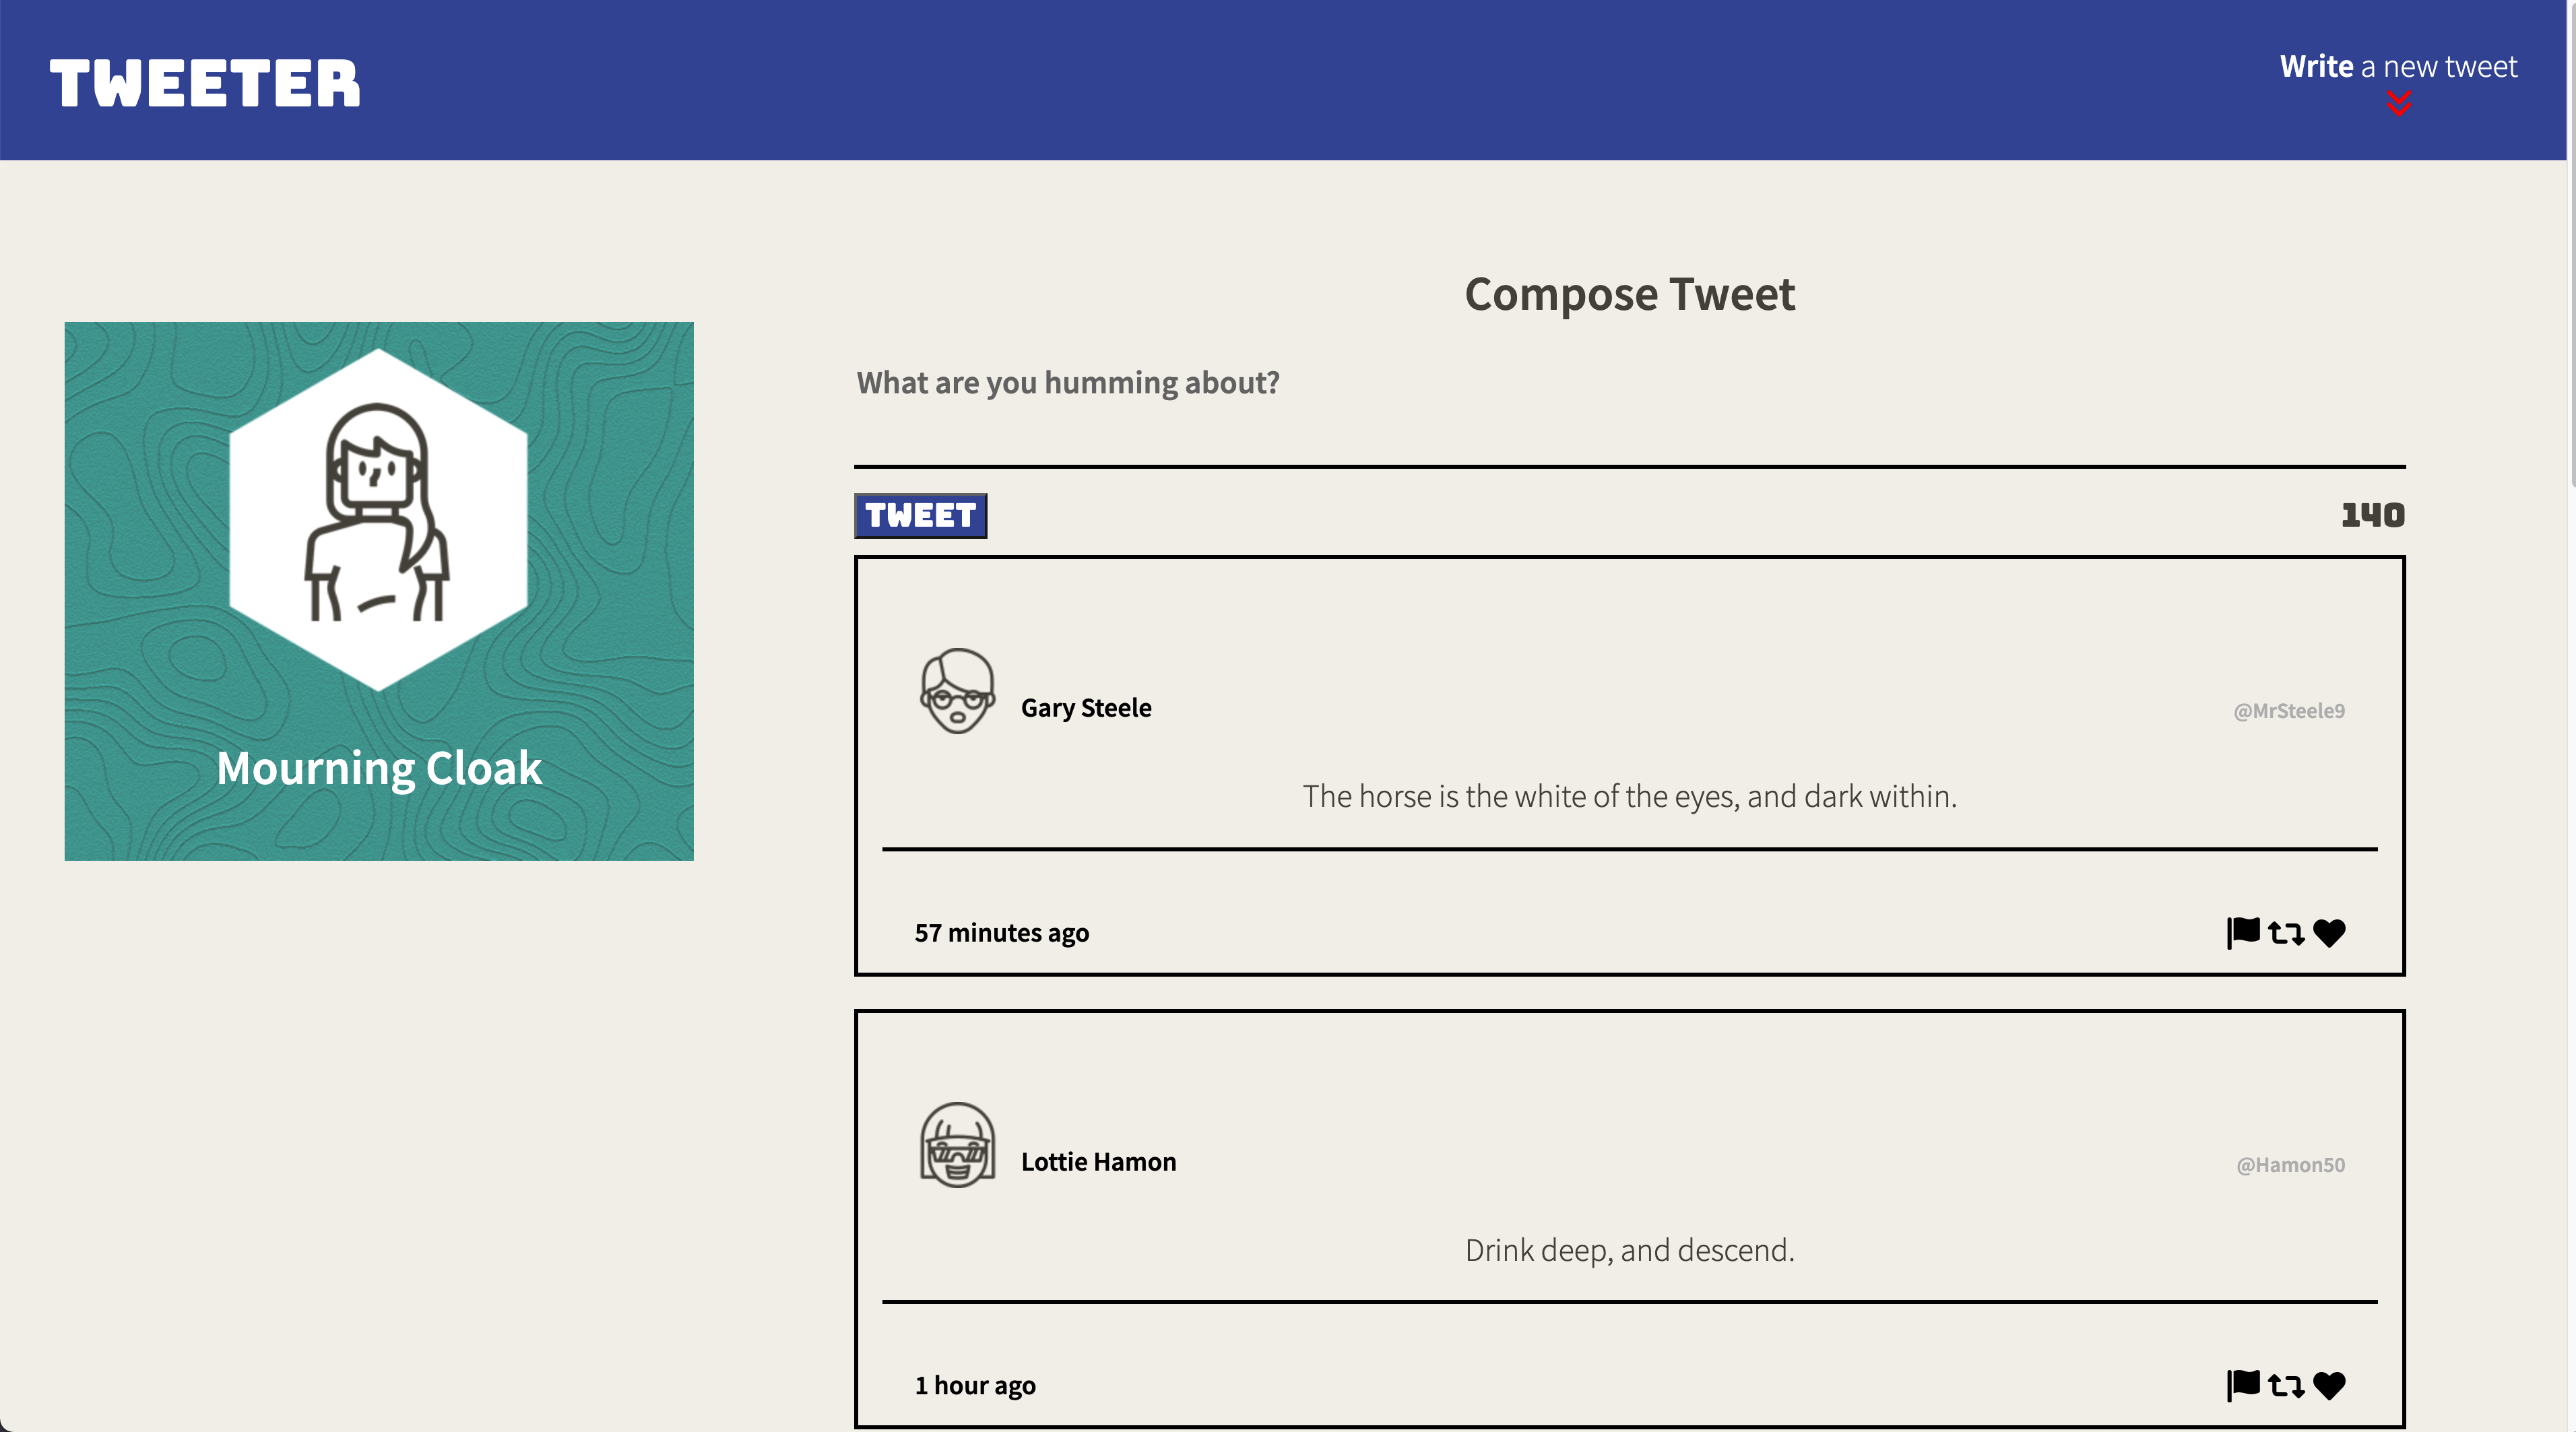 TWEETER
Write a new tweet
Mourning Cloak
Compose Tweet
What are you humming about?
TWEET
140
Gary Steele
@MrSteele9
The horse is the white of the eyes, and dark within.
57 minutes ago
Lottie Hamon
@Hamon50
Drink deep, and descend.
1 hour ago